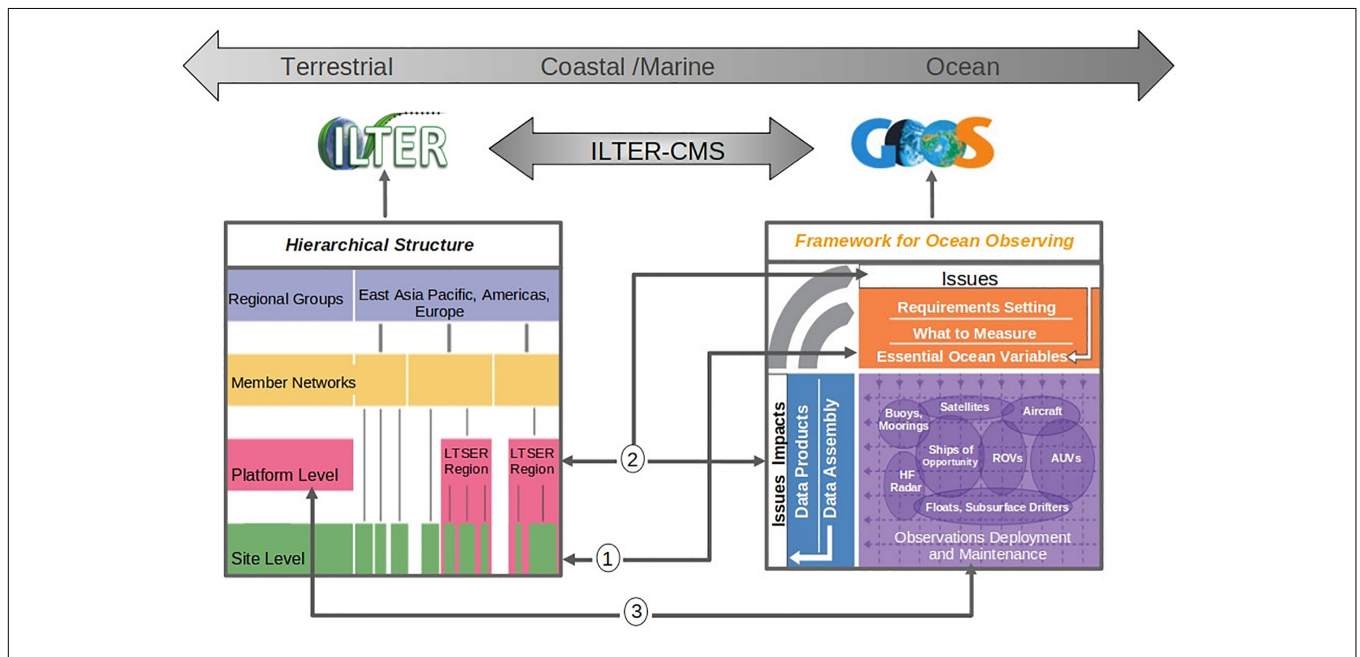 Terrestrial
Coastal /Marine
Ocean
ILTER
ILTER-CMS
GOOS
Hierarchical Structure
Regional Groups
East Asia Pacific, Americas,
Europe
Member Networks
Platform Level
LTSER
Region
LTSER
Region
Site Level
2
1
3
Framework for Ocean Observing
Issues
Requirements Setting
What to Measure
Essential Ocean Variables
Issues Impacts
Data Products
Data Assembly
Buoys,
Moorings
Satellites
Aircraft
Ships of
Opportunity
ROVs
AUVs
HF
Radar
Floats, Subsurface Drifters
Observations Deployment
and Maintenance